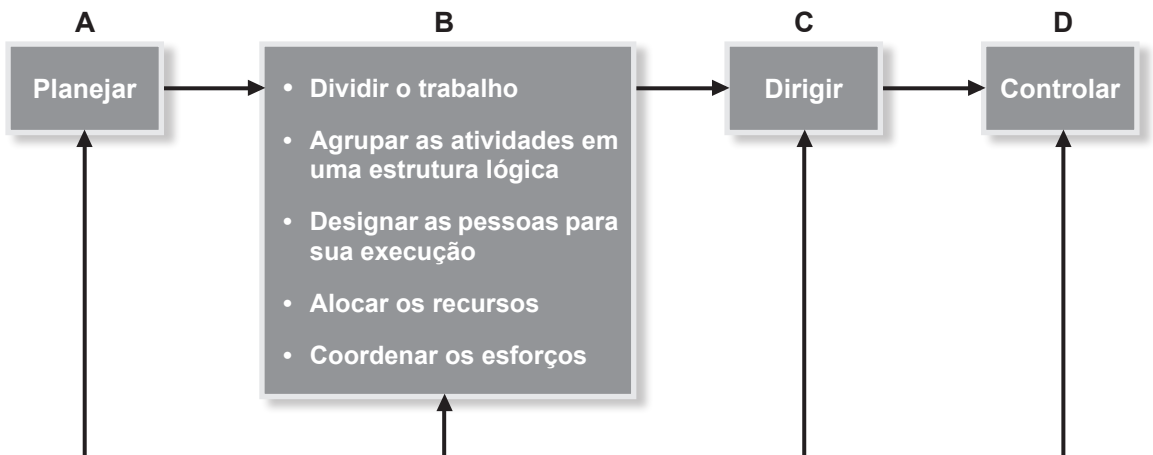 A
B
C
D
Planejar
• Dividir o trabalho
• Agrupar as atividades em
uma estrutura lógica
• Designar as pessoas para
sua execução
• Alocar os recursos
• Coordenar os esforços
Dirigir
Controlar